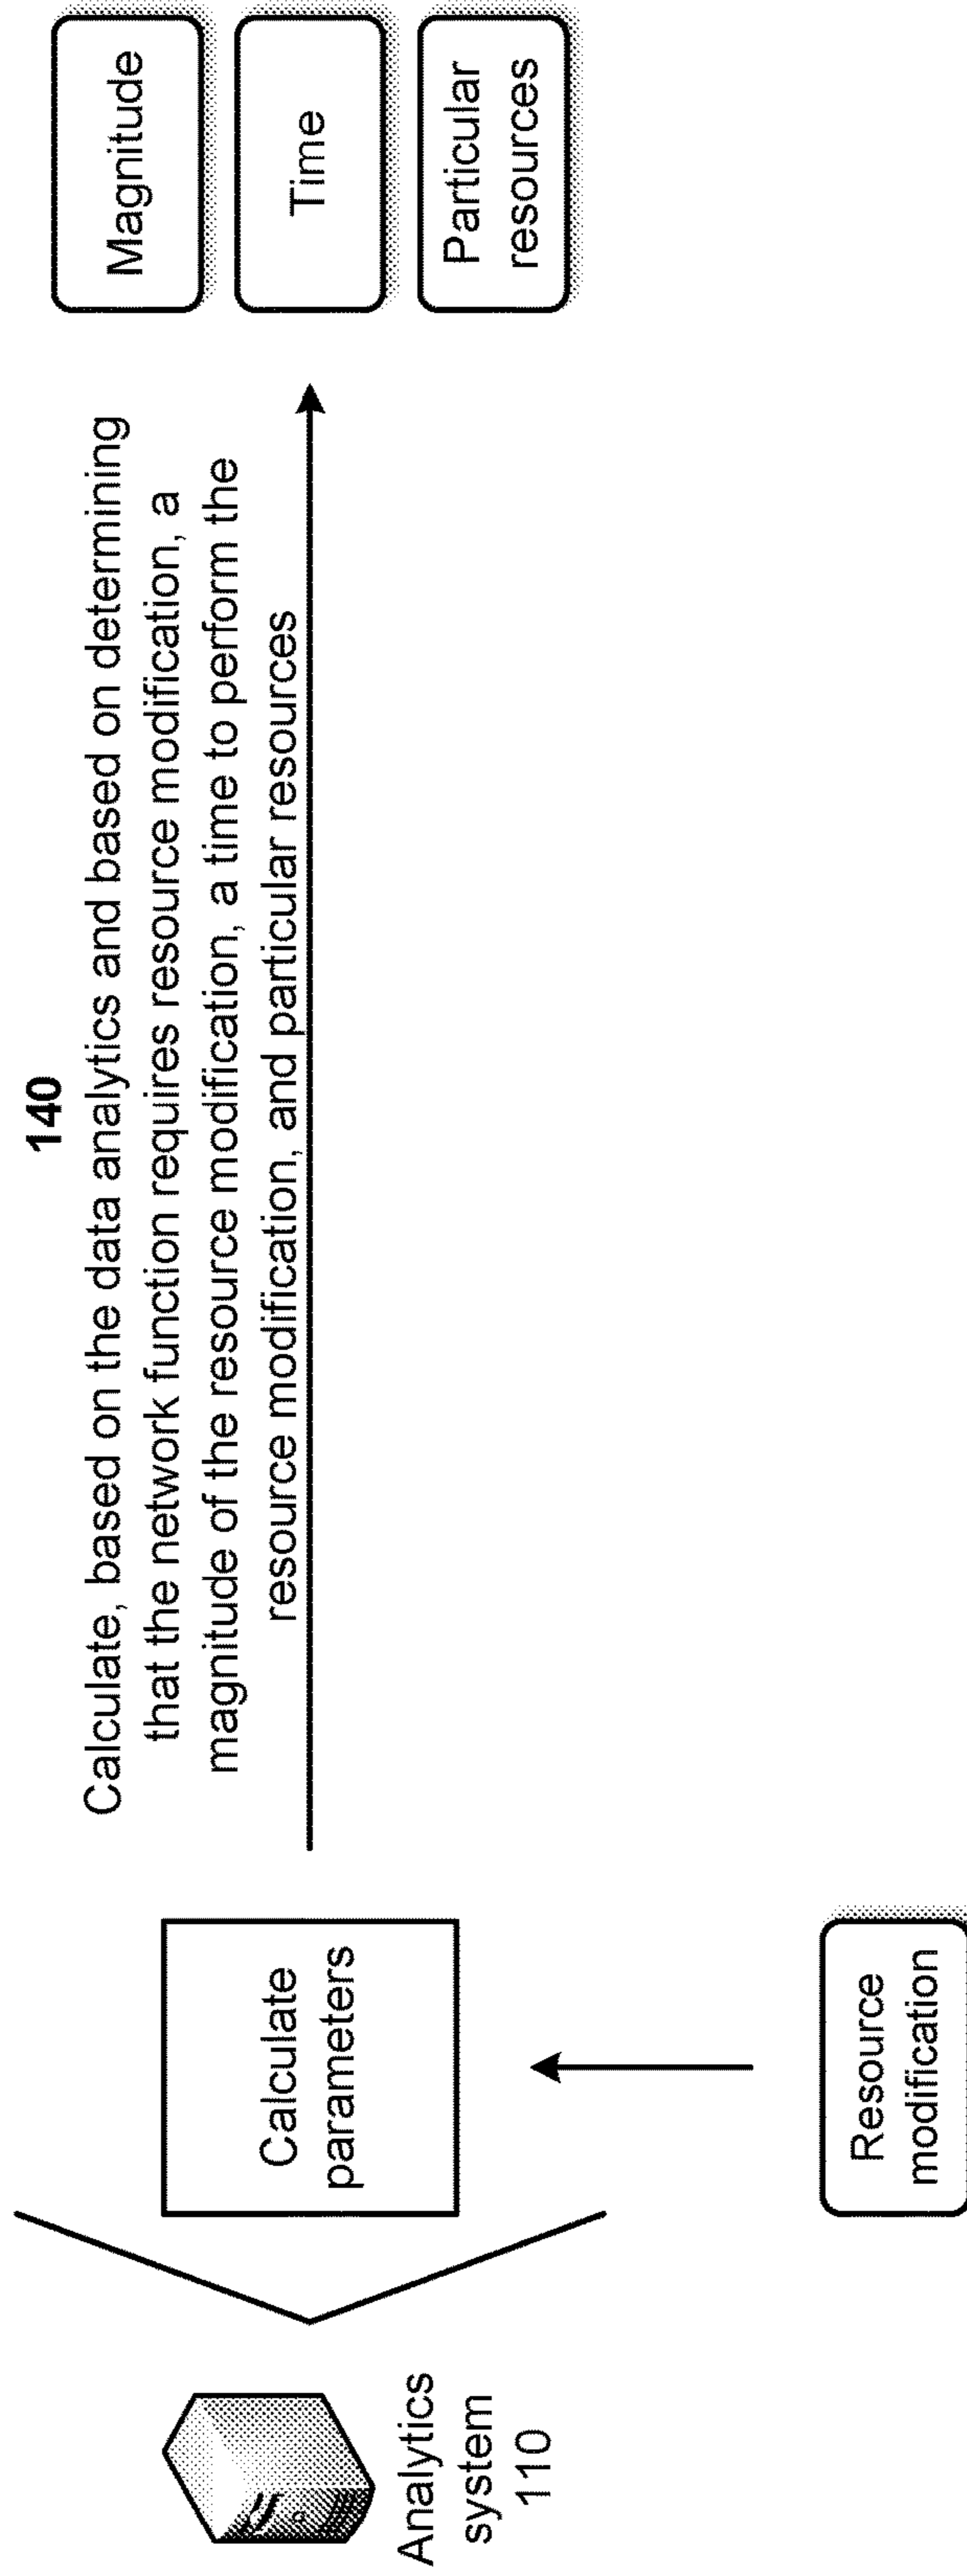 140
Calculate, based on the data analytics and based on determining
that the network function requires resource modification, a
magnitude of the resource modification, a time to perform the
resource modification, and particular resources
Analytics
system
110
Calculate
parameters
Resource
modification
Magnitude
Time
Particular
resources